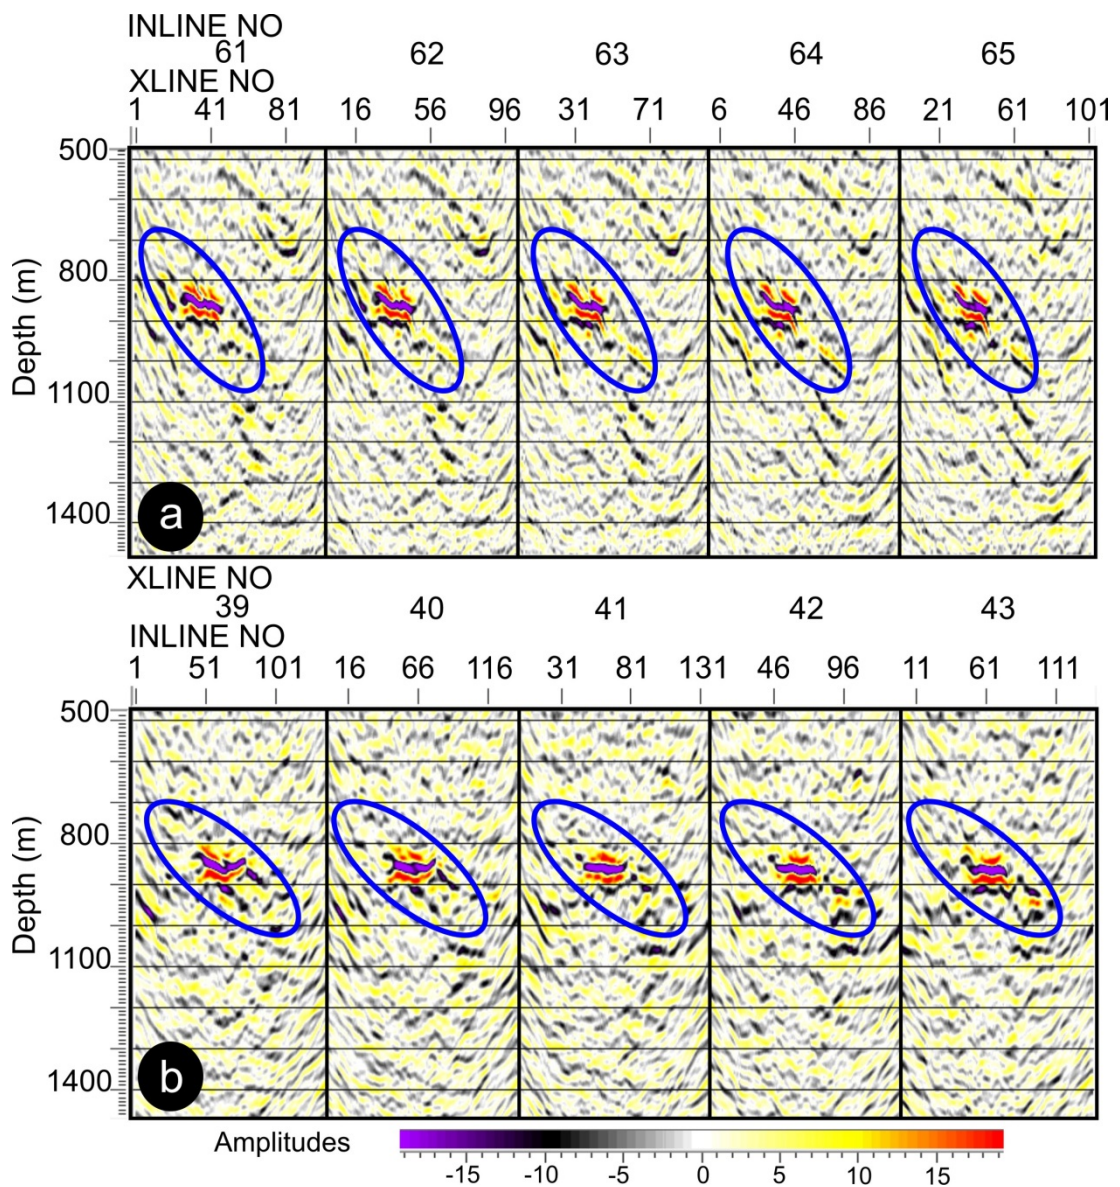 INLINE NO
61 62 63 64 65
XLINE NO
1 41 81 16 56 96 31 71 6 46 86 21 61 101
500
800
Depth (m)
1100
1400
a
XLINE NO
39 40 41 42 43
INLINE NO
1 51 101 16 66 116 31 81 131 46 96 11 61 111
500
800
Depth (m)
1100
1400
b
Amplitudes
-15 -10 -5 0 5 10 15